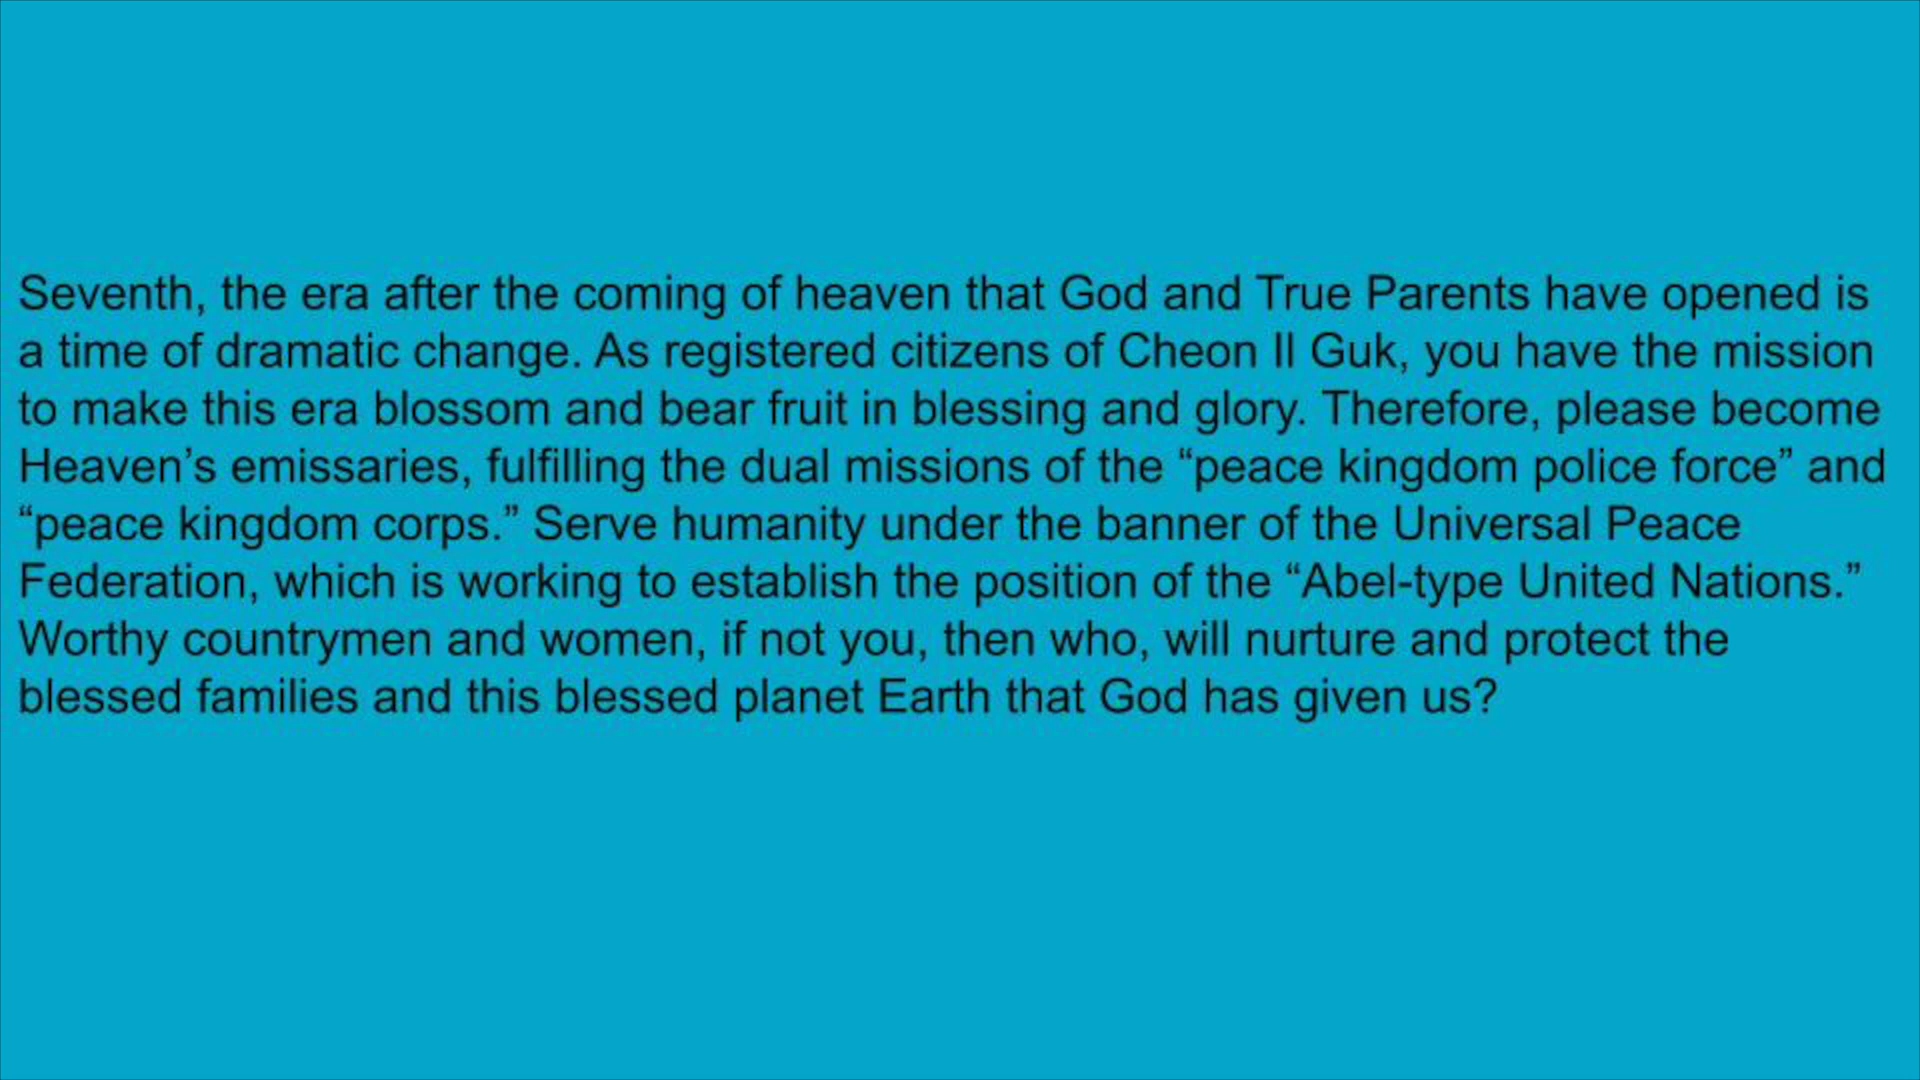 Seventh, the era after the coming of heaven that God and True Parents have opened is
a time of dramatic change. As registered citizens of Cheon Il Guk, you have the mission
to make this era blossom and bear fruit in blessing and glory. Therefore, please become
Heaven’s emissaries, fulfilling the dual missions of the “peace kingdom police force” and
“peace kingdom corps.” Serve humanity under the banner of the Universal Peace
Federation, which is working to establish the position of the “Abel-type United Nations.”
Worthy countrymen and women, if not you, then who, will nurture and protect the
blessed families and this blessed planet Earth that God has given us?